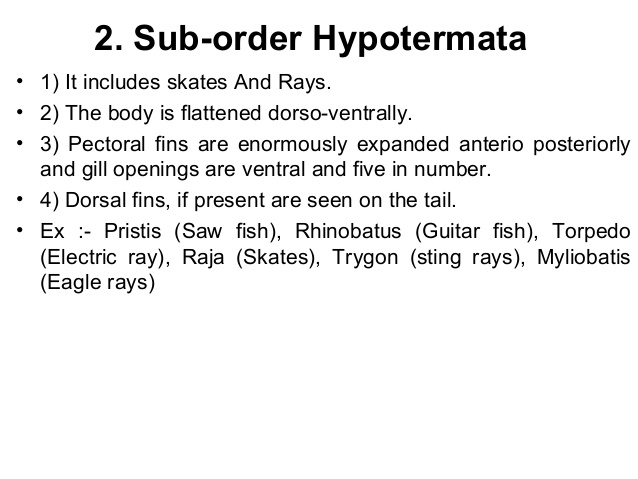 2. Sub-order Hypotermata
• 1) It includes skates And Rays.
• 2) The body is flattened dorso-ventrally.
• 3) Pectoral fins are enormously expanded anterio posteriorly
and gill openings are ventral and five in number.
• 4) Dorsal fins, if present are seen on the tail.
• Ex :- Pristis (Saw fish), Rhinobatus (Guitar fish), Torpedo
(Electric ray), Raja (Skates), Trygon (sting rays), Myliobatis
(Eagle rays)